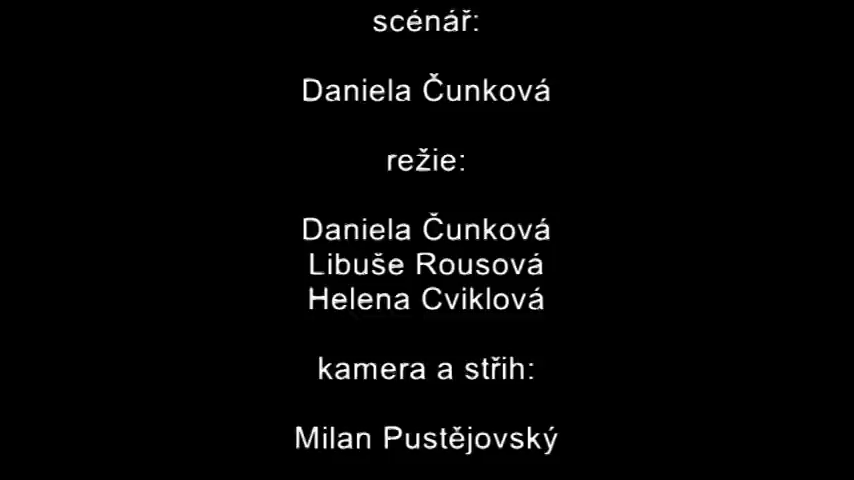 scénář:
Daniela Čunková
režie:
Daniela Čunková
Libuše Rousová
Helena Cviklová
kamera a střih:
Milan Pustějovský